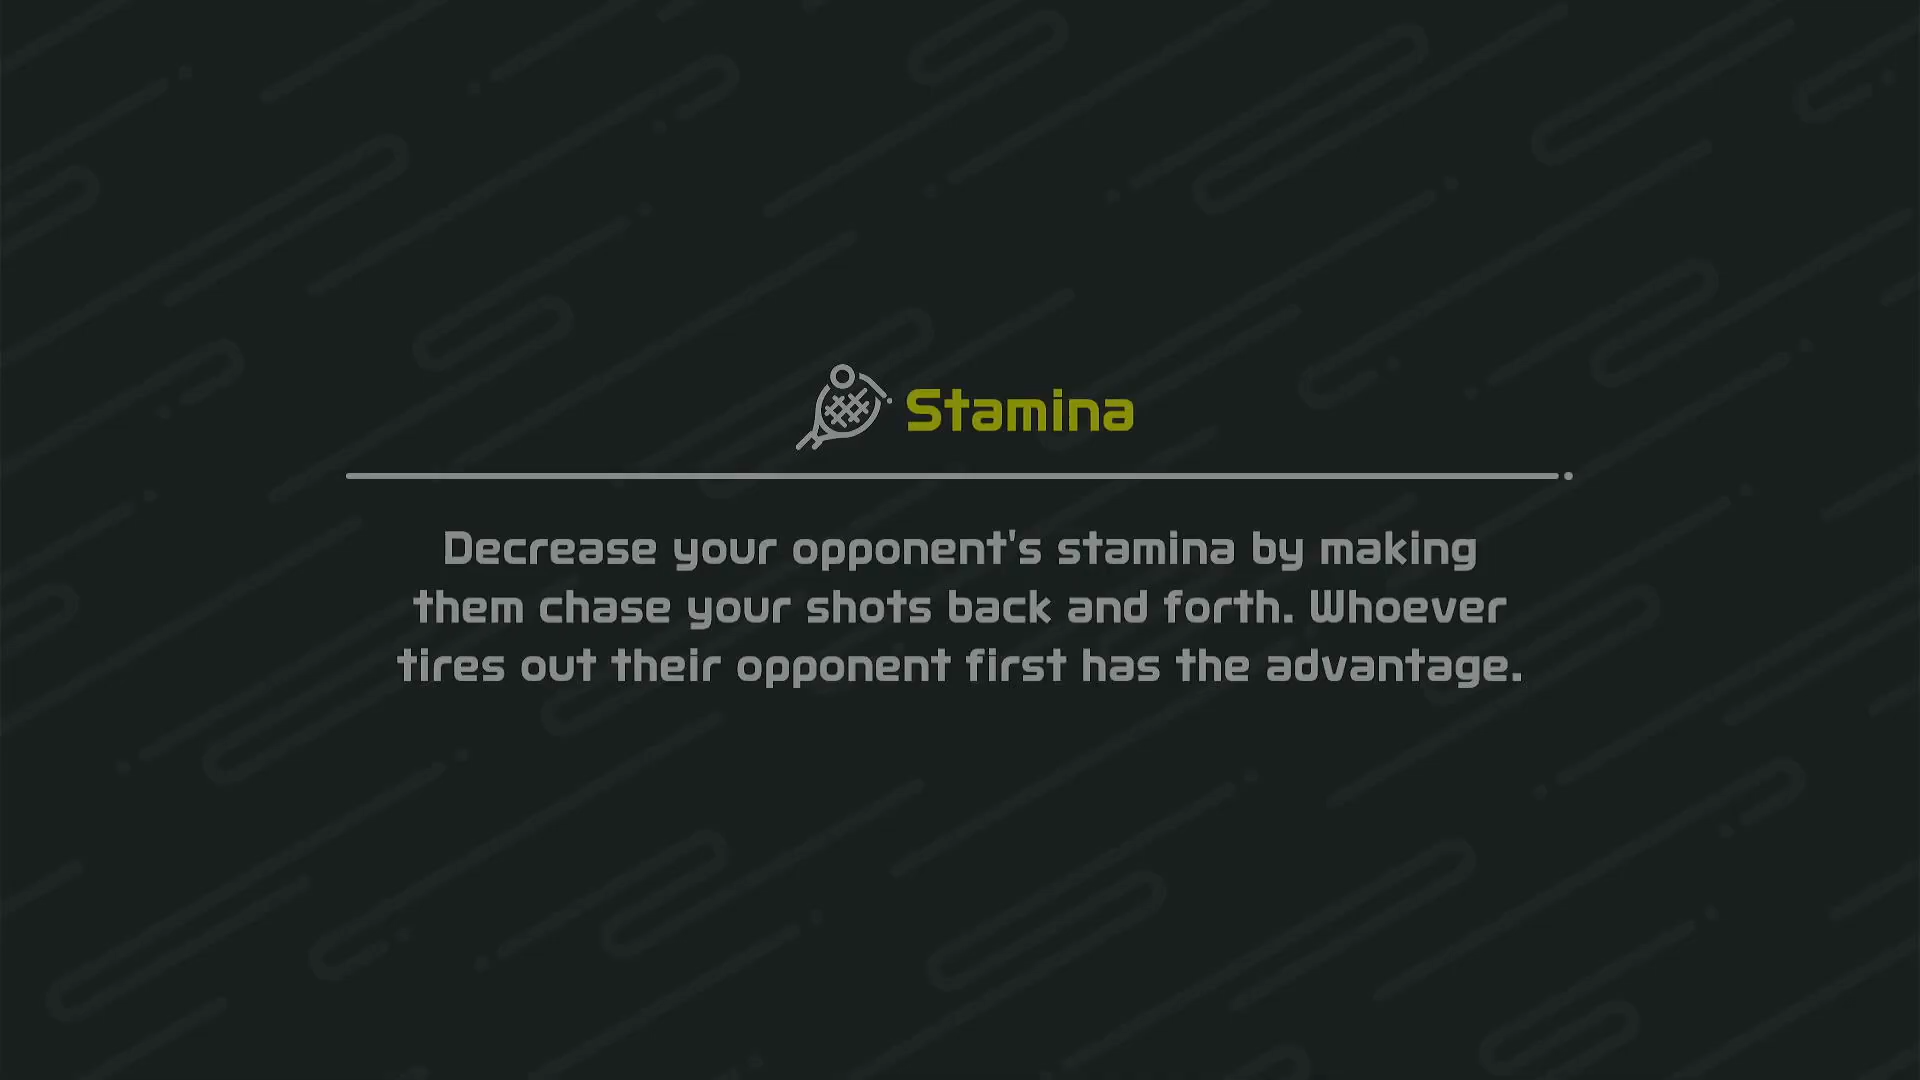 Stamina
Decrease your opponent's stamina by making
them chase your shots back and forth. Whoever
tires out their opponent first has the advantage.